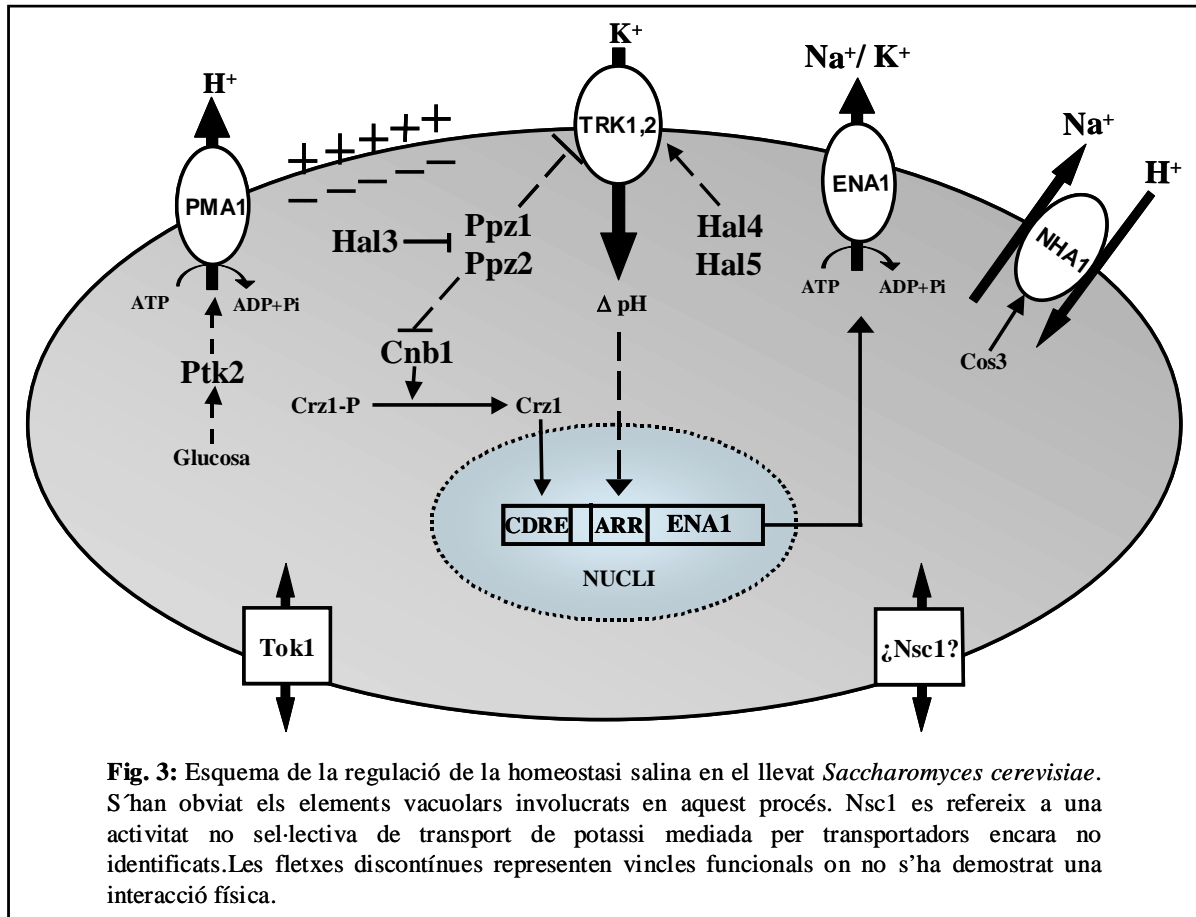 K⁺
Na⁺/ K⁺
H⁺
TRK1,2
Na⁺
+ + + + +
– – – – –
H⁺
ENA1
PMA1
Ppz1
Hal3
Ppz2
Hal4
Hal5
NHA1
ATP
ADP+Pi
ATP
ADP+Pi
Δ pH
Cnb1
Cos3
Ptk2
Crz1-P
Crz1
Glucosa
CDRE
ARR
ENA1
NUCLI
Tok1
¿Nsc1?
Fig. 3: Esquema de la regulació de la homeostasi salina en el llevat Saccharomyces cerevisiae.
S´han obviat els elements vacuolars involucrats en aquest procés. Nsc1 es refereix a una
activitat no sel·lectiva de transport de potassi mediada per transportadors encara no
identificats.Les fletxes discontínues representen vincles funcionals on no s’ha demostrat una
interacció física.